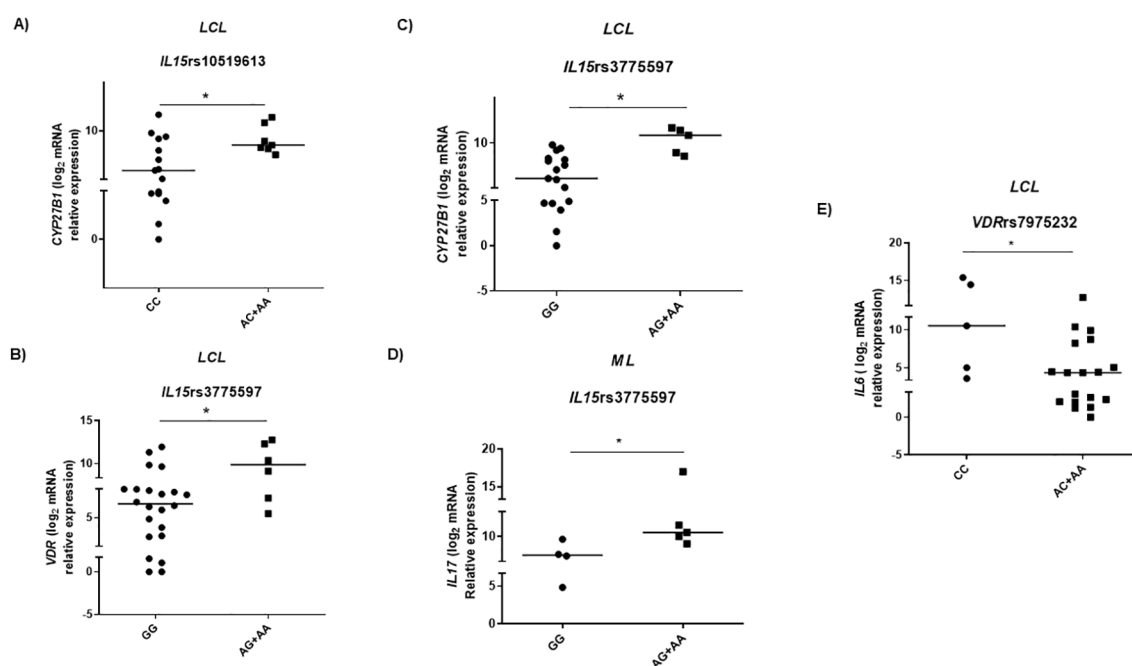 A)
LCL
IL15rs10519613
*
10
0
CYP27B1 (log2 mRNA
relative expression)
CC
AC+AA
B)
LCL
IL15rs3775597
*
15
10
5
0
-5
VDR (log2 mRNA
relative expression)
GG
AG+AA
C)
LCL
IL15rs3775597
*
10
5
0
-5
CYP27B1 (log2 mRNA
relative expression)
GG
AG+AA
D)
ML
IL15rs3775597
*
20
10
5
0
IL17 (log2 mRNA
Relative expression)
GG
AG+AA
E)
LCL
VDRrs7975232
*
20
15
10
5
0
-5
IL6 ( log2 mRNA
relative expression)
CC
AC+AA